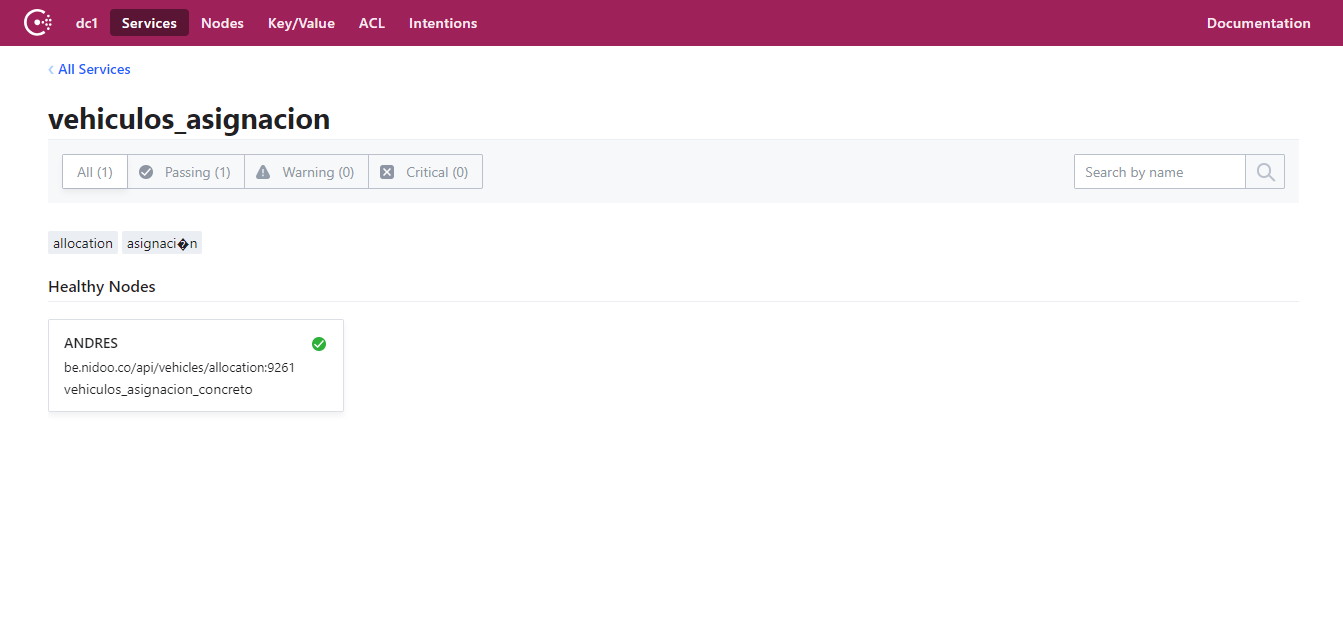 dc1 Services Nodes Key/Value ACL Intentions Documentation
All Services
vehiculos_asignacion
All (1) Passing (1) Warning (0) Critical (0) Search by name
allocation asignaci�n
Healthy Nodes
ANDRES
be.nidoo.co/api/vehicles/allocation:9261
vehiculos_asignacion_concreto